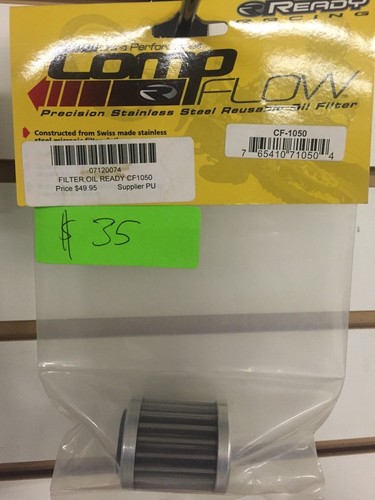 READY
RACING
Performance
Comp
FLOW
Precision Stainless Steel Reusable Oil Filter
Constructed from Swiss made stainless
CF-1050
7 65410 71050 4
07120074
FILTER,OIL READY CF1050
Price $49.95 Supplier PU
$ 35